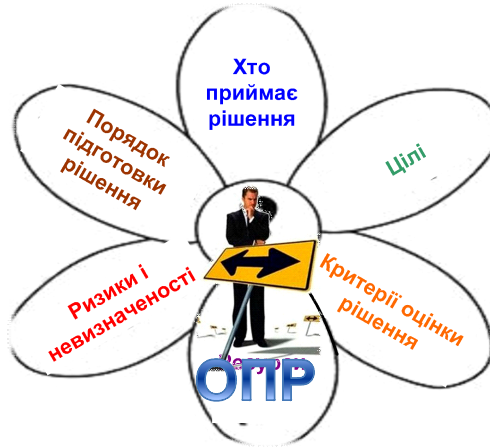 Хто
приймає
рішення
Порядок
підготовки
рішення
Цілі
Ризики і
невизначеності
Критерії оцінки
рішення
ОПР